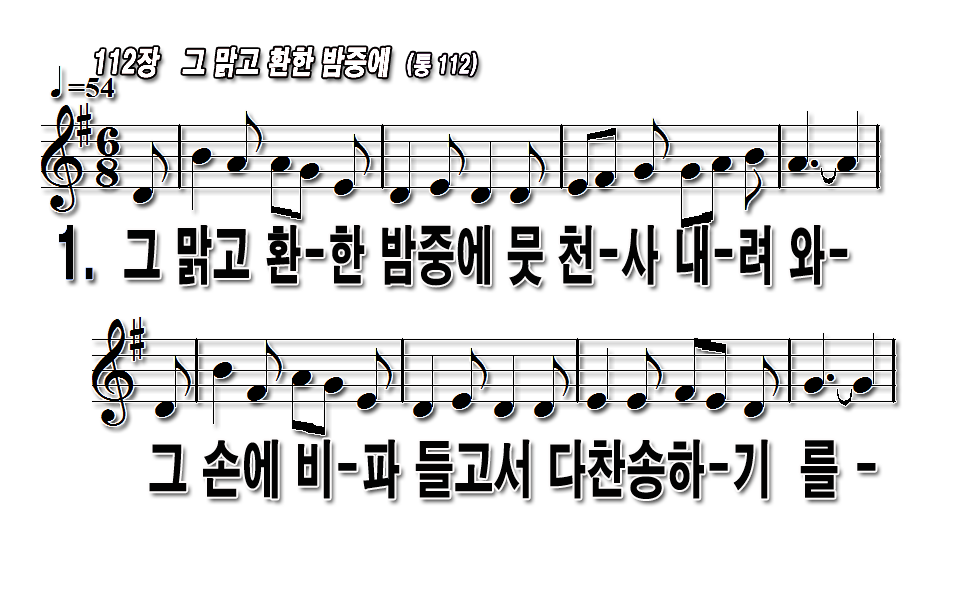 112장 그 맑고 환한 밤중에 (통 112)
♩=54
6
8
1. 그 맑고 환-한 밤중에 뭇 천-사 내-려 와-
그 손에 비-파 들고서 다찬송하-기 를 -